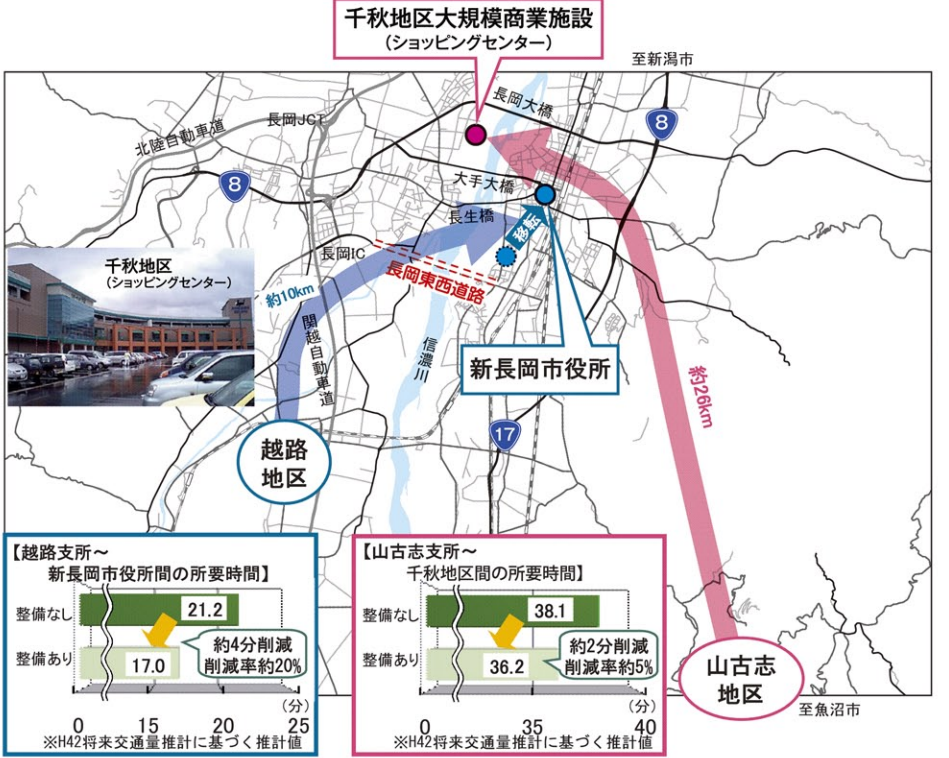 千秋地区大規模商業施設
(ショッピングセンター)
至新潟市
長岡大橋
8
長岡JCT
北陸自動車道
8
大手大橋
長生橋
移転
長岡IC
長岡東西道路
千秋地区
(ショッピングセンター)
約10km
関越自動車道
信濃川
新長岡市役所
約26km
17
越路
地区
山古志
地区
至魚沼市
【越路支所～
新長岡市役所間の所要時間】
整備なし
21.2
約4分削減
削減率約20%
整備あり
17.0
(分)
0 15 20 25
※H42将来交通量推計に基づく推計値
【山古志支所～
千秋地区間の所要時間】
整備なし
38.1
約2分削減
削減率約5%
整備あり
36.2
(分)
0 35 40
※H42将来交通量推計に基づく推計値